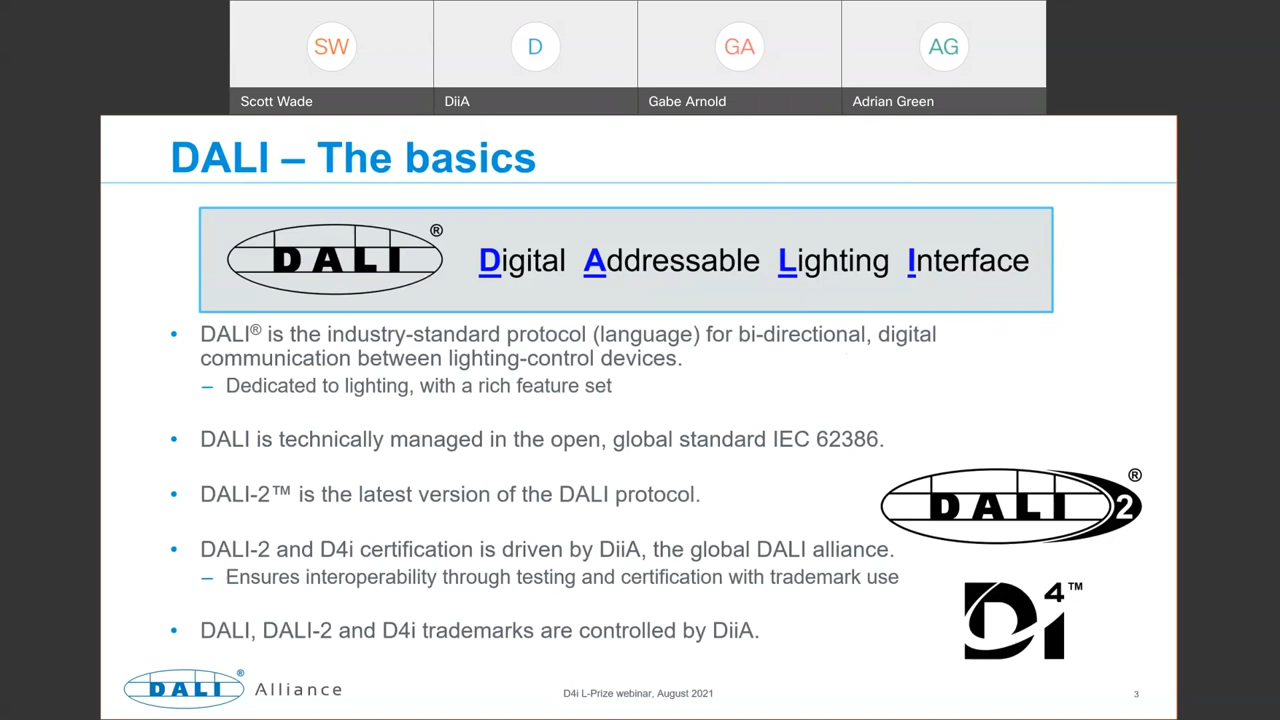 SW
D
GA
AG
Scott Wade
DiiA
Gabe Arnold
Adrian Green
DALI – The basics
DALI®
Digital Addressable Lighting Interface
• DALI® is the industry-standard protocol (language) for bi-directional, digital
communication between lighting-control devices.
– Dedicated to lighting, with a rich feature set
• DALI is technically managed in the open, global standard IEC 62386.
• DALI-2™ is the latest version of the DALI protocol.
DALI 2®
• DALI-2 and D4i certification is driven by DiiA, the global DALI alliance.
– Ensures interoperability through testing and certification with trademark use
D4i™
• DALI, DALI-2 and D4i trademarks are controlled by DiiA.
DALI® Alliance
D4i L-Prize webinar, August 2021
3